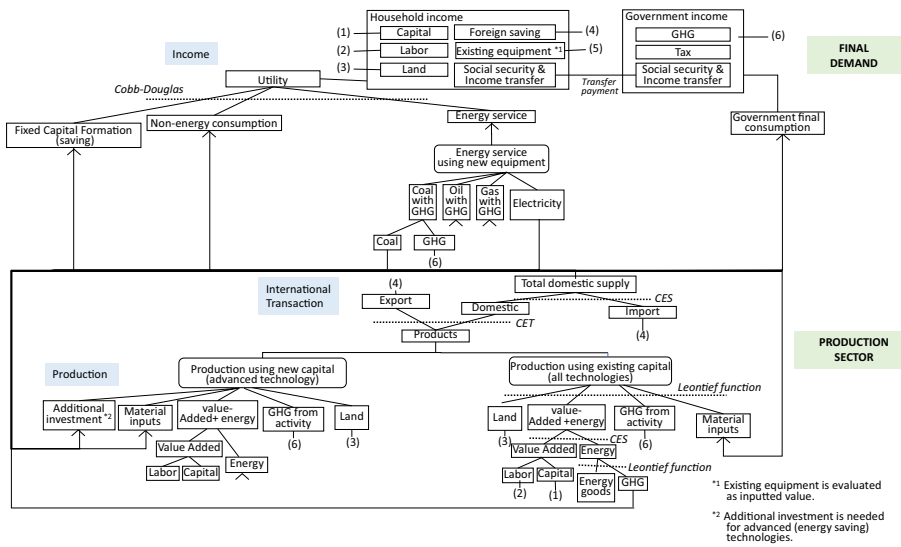 Household income
(1)
Capital
Foreign saving
(4)
(2)
Labor
Existing equipment *1
(5)
(3)
Land
Social security &
Income transfer
Government income
GHG
(6)
Tax
Social security &
Income transfer
Transfer
payment
FINAL
DEMAND
Income
Utility
Cobb-Douglas
Fixed Capital Formation
(saving)
Non-energy consumption
Energy service
Government final
consumption
Energy service
using new equipment
Coal
with
GHG
Oil
with
GHG
Gas
with
GHG
Electricity
Coal
GHG
(6)
International
Transaction
(4)
Export
Total domestic supply
CES
Domestic
Import
(4)
CET
Products
PRODUCTION
SECTOR
Production
Production using new capital
(advanced technology)
Production using existing capital
(all technologies)
Leontief function
Additional
investment *2
Material
inputs
value-
Added+ energy
GHG from
activity
(6)
Land
(3)
Value Added
Energy
Labor
Capital
Land
(3)
value-
Added +energy
GHG from
activity
(6)
Material
inputs
CES
Value Added
Energy
Leontief function
Labor
(2)
Capital
(1)
Energy
goods
GHG
*1 Existing equipment is evaluated
as inputted value.
*2 Additional investment is needed
for advanced (energy saving)
technologies.